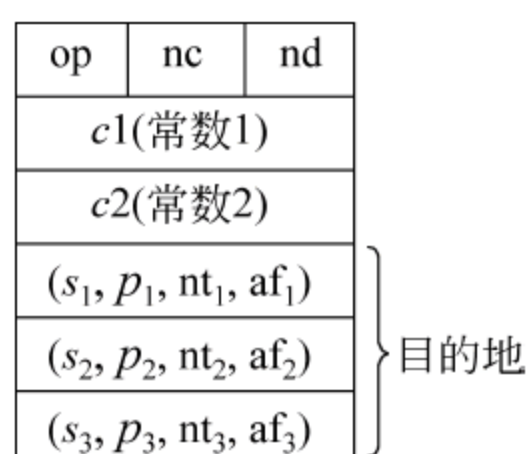 op nc nd
c1(常数1)
c2(常数2)
(s₁, p₁, nt₁, af₁)
(s₂, p₂, nt₂, af₂)
目的地
(s₃, p₃, nt₃, af₃)